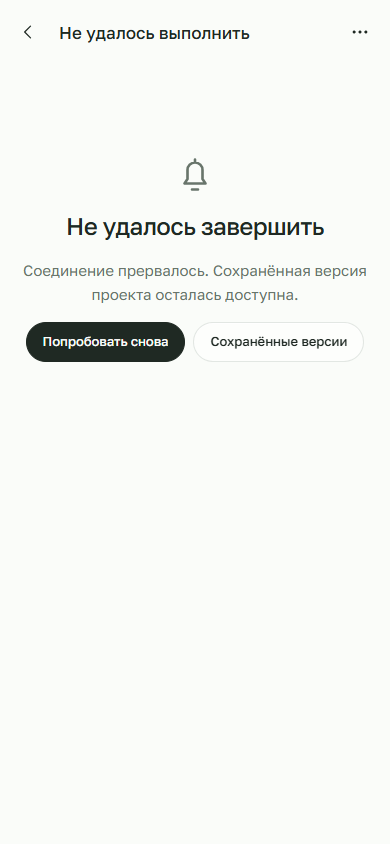 Не удалось выполнить
Не удалось завершить
Соединение прервалось. Сохранённая версия
проекта осталась доступна.
Попробовать снова
Сохранённые версии